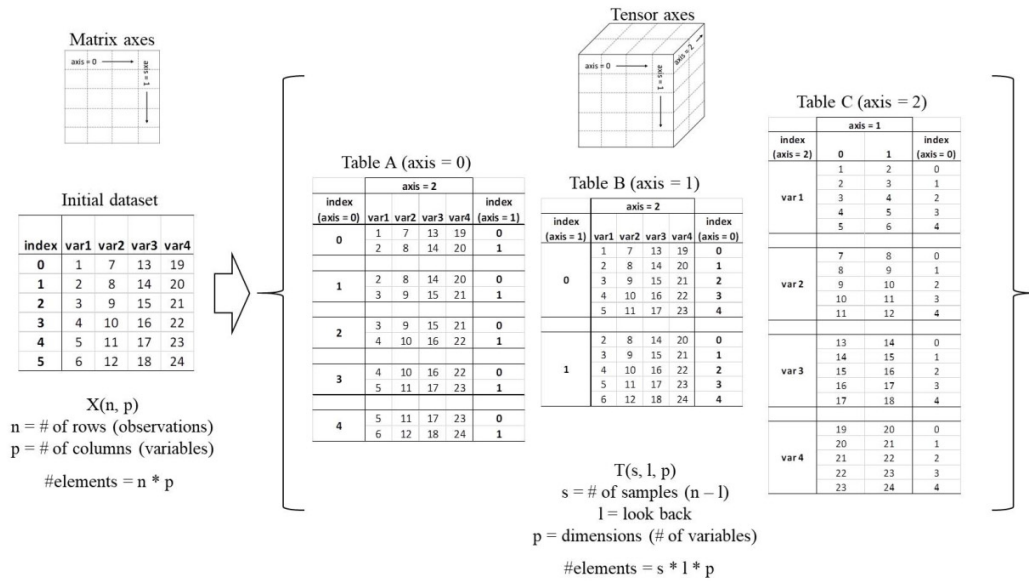 Matrix axes
axis = 0
axis = 1
Initial dataset
index var1 var2 var3 var4
0 1 7 13 19
1 2 8 14 20
2 3 9 15 21
3 4 10 16 22
4 5 11 17 23
5 6 12 18 24
X(n, p)
n = # of rows (observations)
p = # of columns (variables)
#elements = n * p
Tensor axes
axis = 0
axis = 1
axis = 2
Table A (axis = 0)
axis = 2
index (axis = 0) var1 var2 var3 var4 index (axis = 1)
0
1 7 13 19 0
2 8 14 20 1
1
2 8 14 20 0
3 9 15 21 1
2
3 9 15 21 0
4 10 16 22 1
3
4 10 16 22 0
5 11 17 23 1
4
5 11 17 23 0
6 12 18 24 1
Table B (axis = 1)
axis = 2
index (axis = 1) var1 var2 var3 var4 index (axis = 0)
0
1 7 13 19 0
2 8 14 20 1
3 9 15 21 2
4 10 16 22 3
5 11 17 23 4
1
2 8 14 20 0
3 9 15 21 1
4 10 16 22 2
5 11 17 23 3
6 12 18 24 4
T(s, l, p)
s = # of samples (n – l)
l = look back
p = dimensions (# of variables)
#elements = s * l * p
Table C (axis = 2)
axis = 1
index (axis = 2) 0 1 index (axis = 0)
var 1
1 2 0
2 3 1
3 4 2
4 5 3
5 6 4
var 2
7 8 0
8 9 1
9 10 2
10 11 3
11 12 4
var 3
13 14 0
14 15 1
15 16 2
16 17 3
17 18 4
var 4
19 20 0
20 21 1
21 22 2
22 23 3
23 24 4